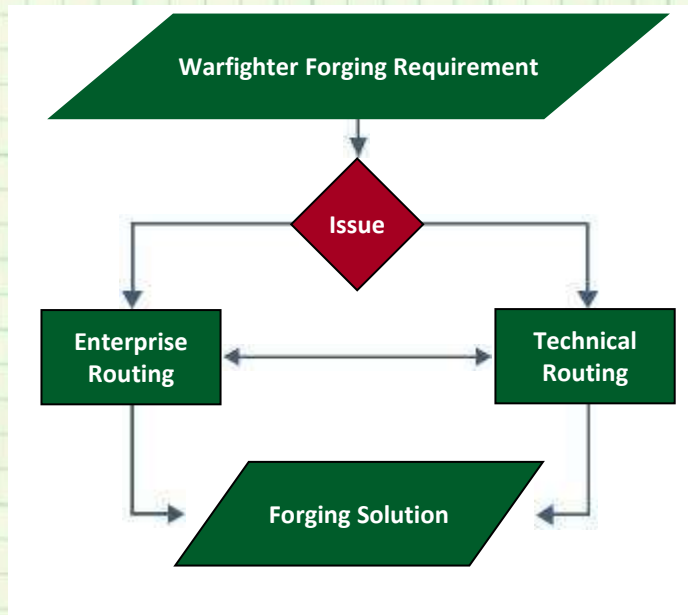 Warfighter Forging Requirement
Issue
Enterprise
Routing
Technical
Routing
Forging Solution